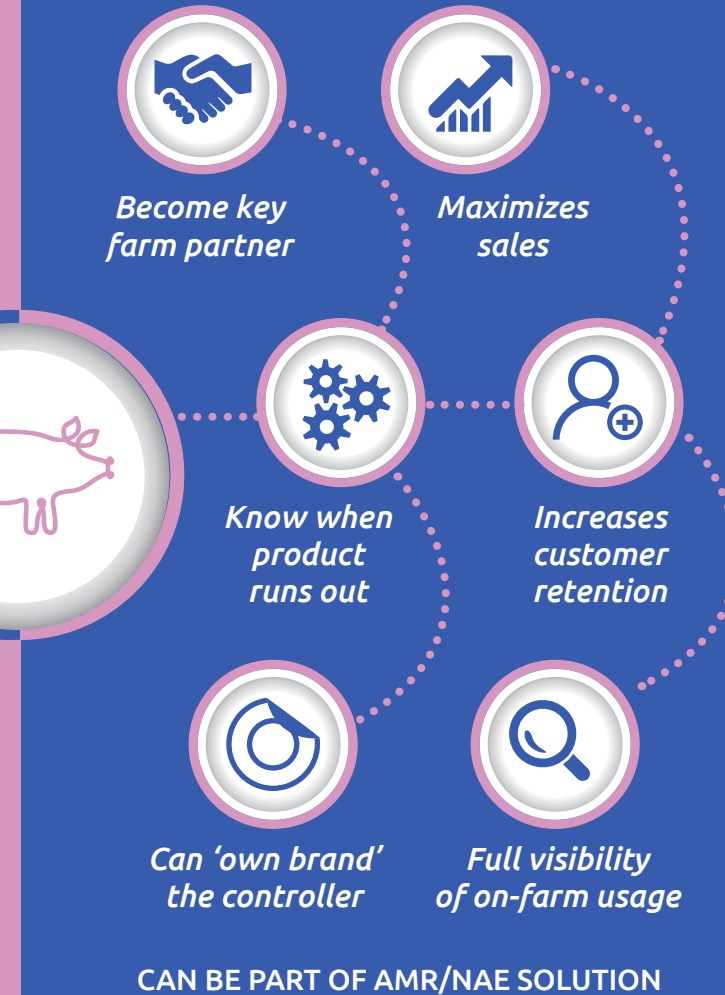 Become key
farm partner
Maximizes
sales
Know when
product
runs out
Increases
customer
retention
Can ‘own brand’
the controller
Full visibility
of on-farm usage
CAN BE PART OF AMR/NAE SOLUTION